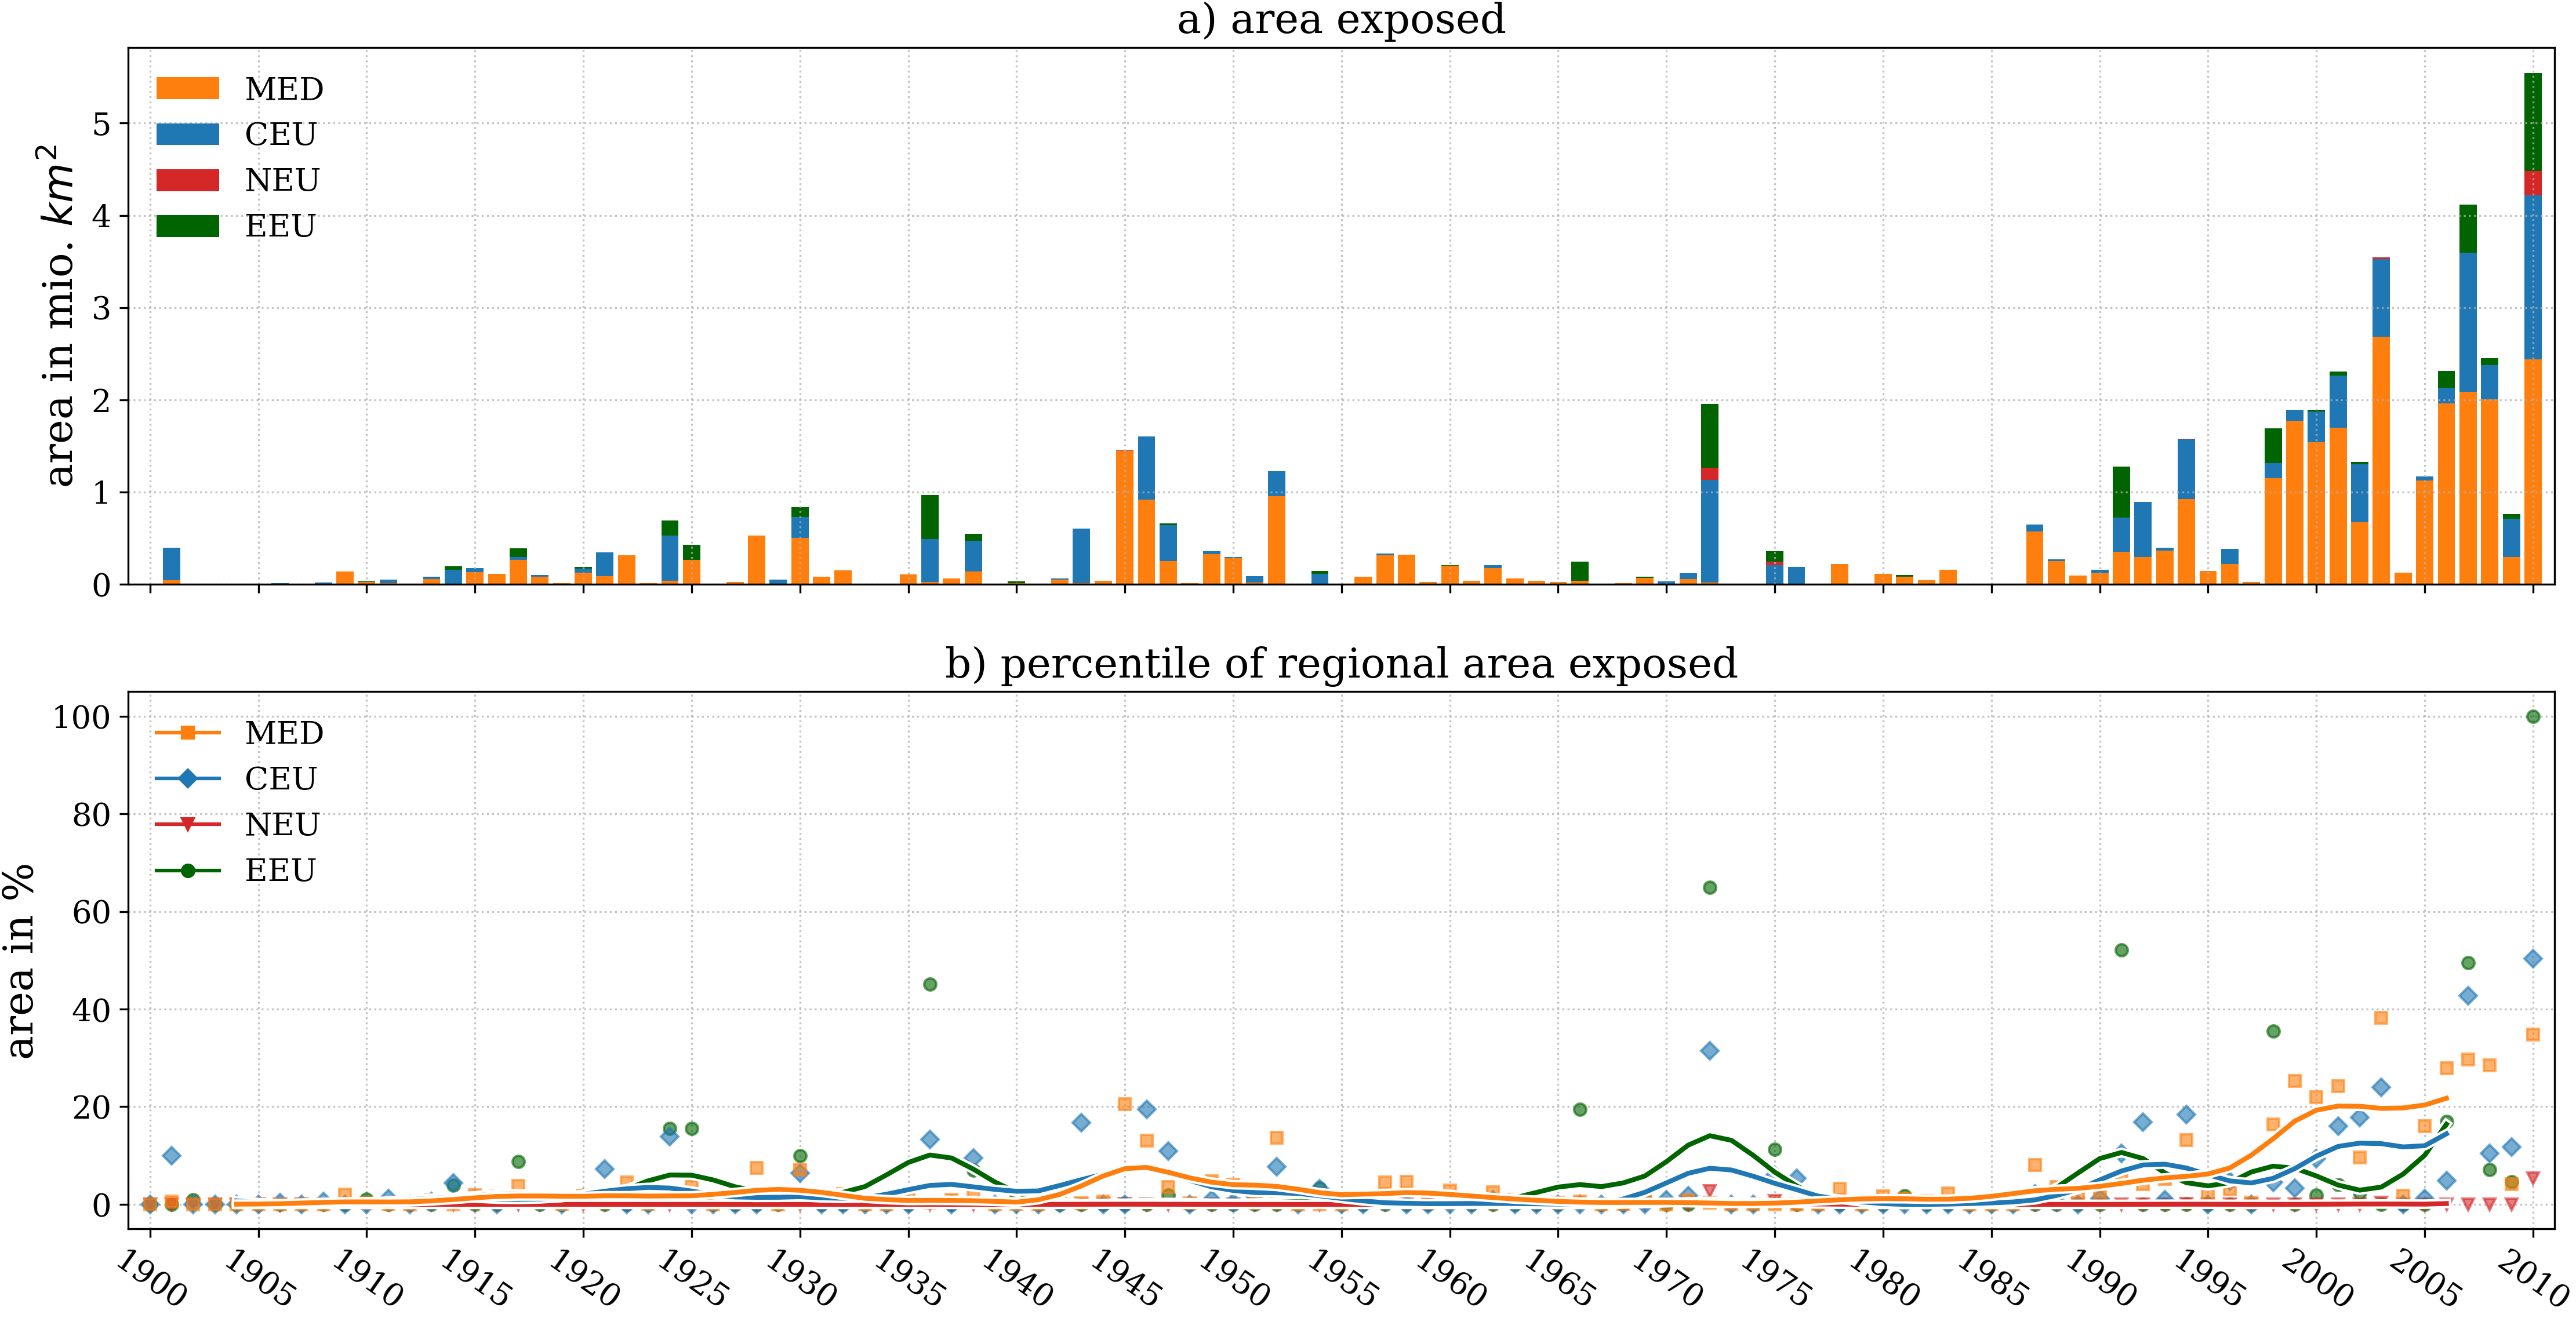 a) area exposed
area in mio. km²
5
4
3
2
1
0
MED
CEU
NEU
EEU
b) percentile of regional area exposed
area in %
100
80
60
40
20
0
MED
CEU
NEU
EEU
1900 1905 1910 1915 1920 1925 1930 1935 1940 1945 1950 1955 1960 1965 1970 1975 1980 1985 1990 1995 2000 2005 2010